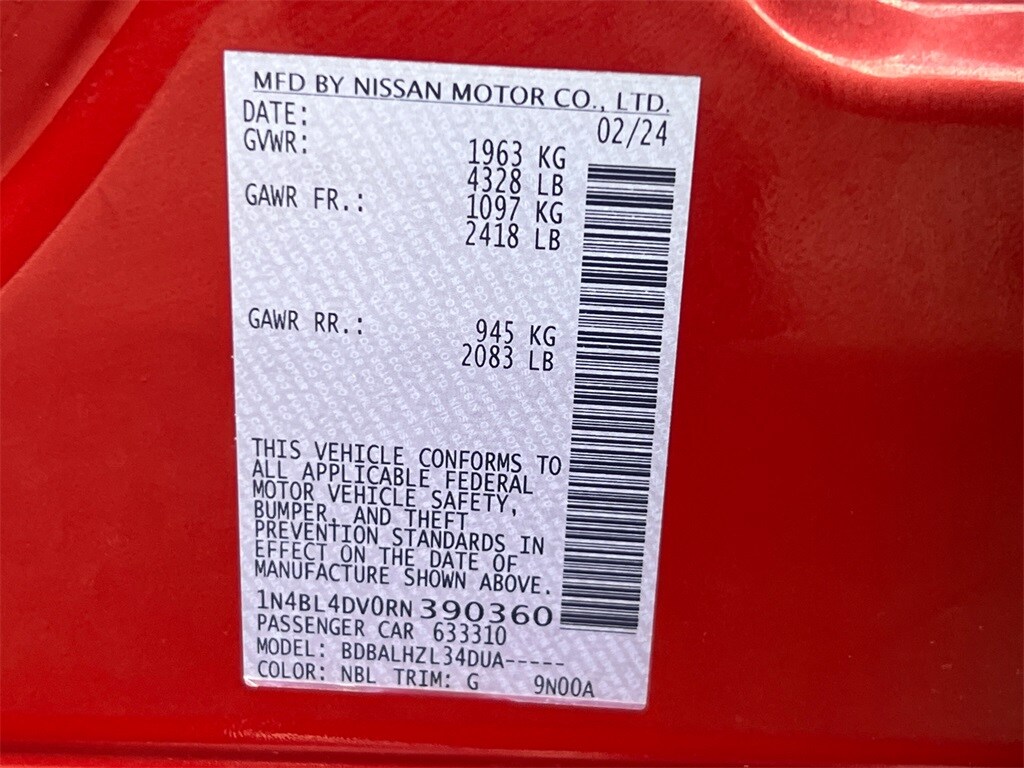 MFD BY NISSAN MOTOR CO., LTD.
DATE: 02/24
GVWR: 1963 KG
4328 LB
GAWR FR.: 1097 KG
2418 LB
GAWR RR.: 945 KG
2083 LB
THIS VEHICLE CONFORMS TO
ALL APPLICABLE FEDERAL
MOTOR VEHICLE SAFETY,
BUMPER, AND THEFT
PREVENTION STANDARDS IN
EFFECT ON THE DATE OF
MANUFACTURE SHOWN ABOVE.
1N4BL4DV0RN 390360
PASSENGER CAR 633310
MODEL: BDBALHZL34DUA-----
COLOR: NBL TRIM: G 9N00A